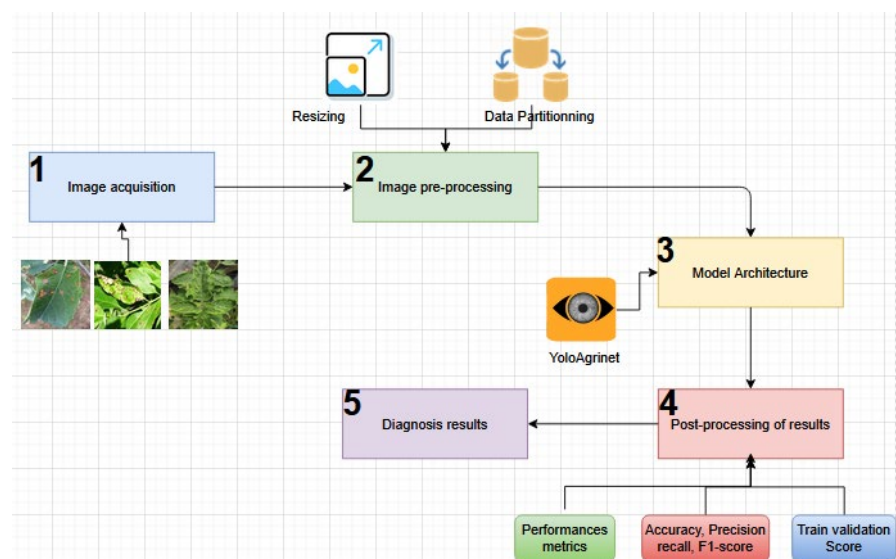 Resizing
Data Partitionning
1
Image acquisition
2
Image pre-processing
3
Model Architecture
YoloAgrinet
5
Diagnosis results
4
Post-processing of results
Performances
metrics
Accuracy, Precision
recall, F1-score
Train validation
Score